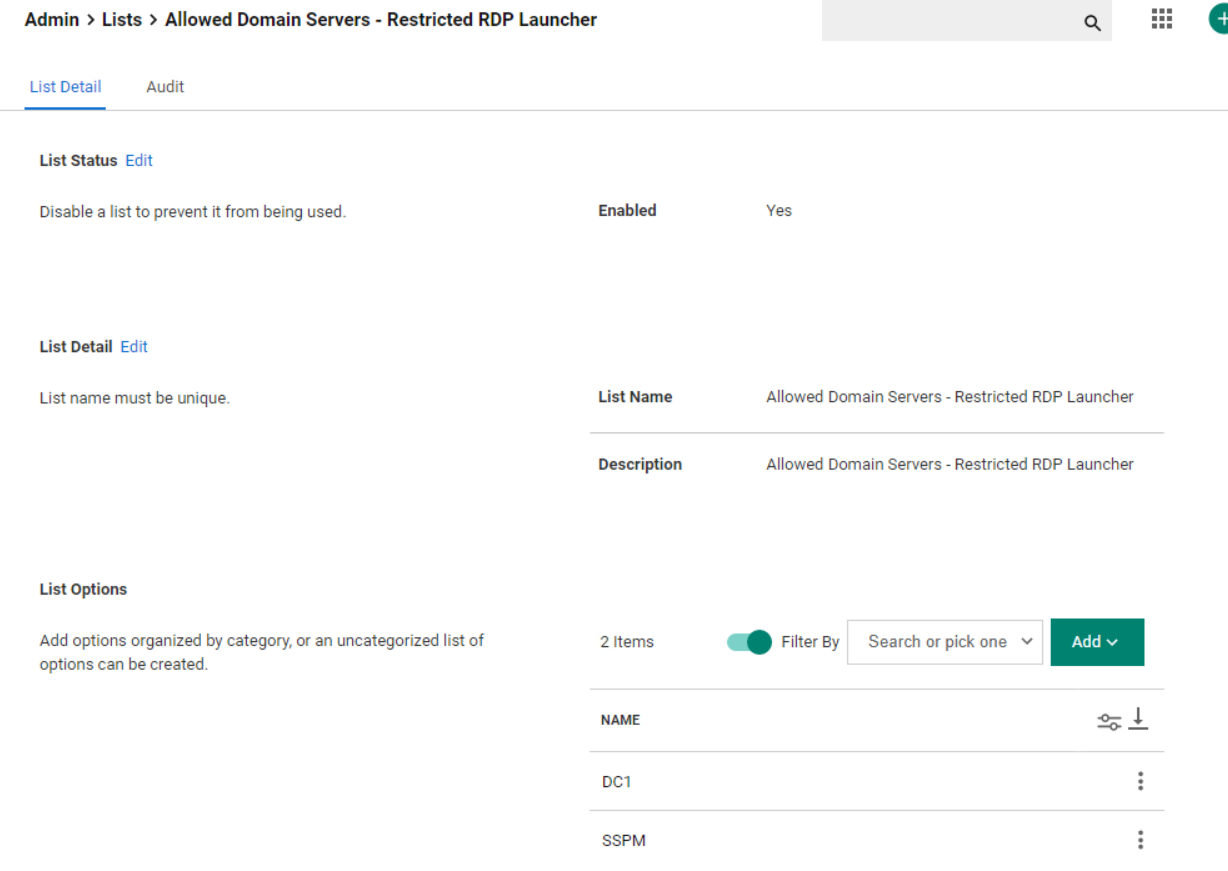 Admin > Lists > Allowed Domain Servers - Restricted RDP Launcher
List Detail
Audit
List Status Edit
Disable a list to prevent it from being used.
Enabled
Yes
List Detail Edit
List name must be unique.
List Name
Allowed Domain Servers - Restricted RDP Launcher
Description
Allowed Domain Servers - Restricted RDP Launcher
List Options
Add options organized by category, or an uncategorized list of
options can be created.
2 Items
Filter By
Search or pick one
Add
NAME
DC1
SSPM